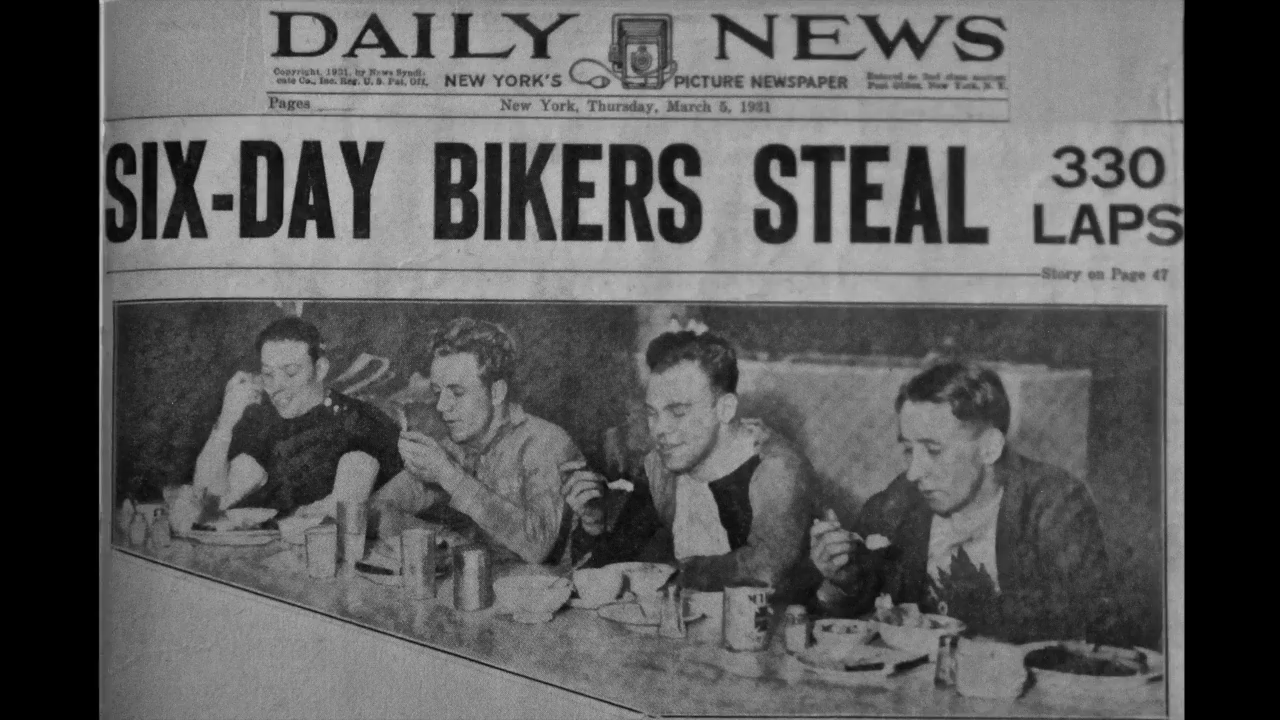 DAILY NEWS
Copyright, 1931, by News Syndi-
cate Co., Inc. Reg. U. S. Pat. Off.
NEW YORK'S PICTURE NEWSPAPER
Entered as 2nd class matter
Post Office, New York, N. Y.
Pages
New York, Thursday, March 5, 1931
SIX-DAY BIKERS STEAL 330
LAPS
Story on Page 47